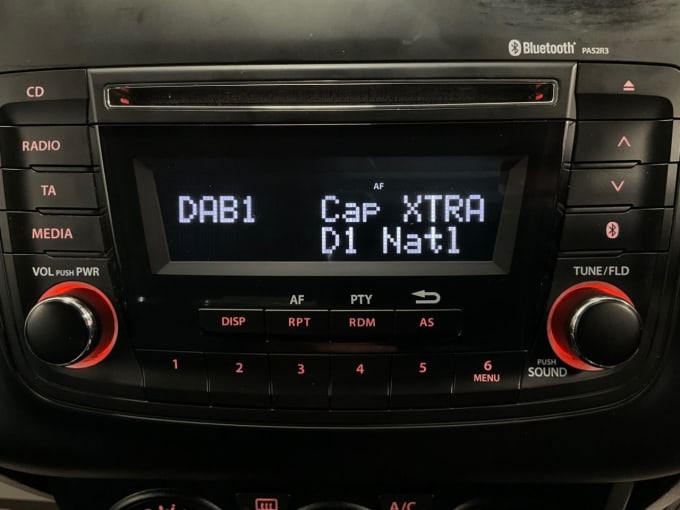 Bluetooth PA52R3
CD
RADIO
TA
MEDIA
AF
DAB1 Cap XTRA
D1 Natl
VOL PUSH PWR
TUNE/FLD
AF PTY
DISP RPT RDM AS
1 2 3 4 5 6
MENU
PUSH
SOUND
A/C